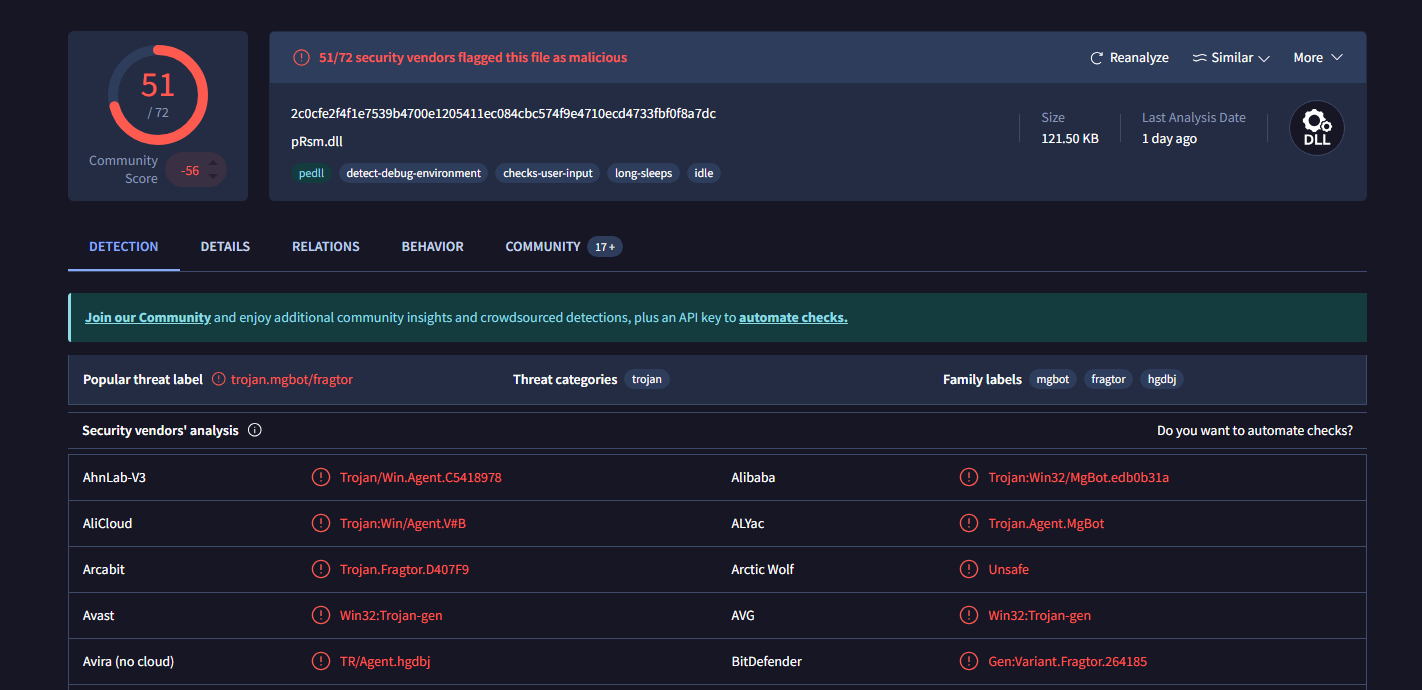 51
/ 72
Community Score
-56
51/72 security vendors flagged this file as malicious
Reanalyze
Similar
More
2c0cfe2f4f1e7539b4700e1205411ec084cbc574f9e4710ecd4733fbf0f8a7dc
pRsm.dll
pedll detect-debug-environment checks-user-input long-sleeps idle
Size
121.50 KB
Last Analysis Date
1 day ago
DLL
DETECTION DETAILS RELATIONS BEHAVIOR COMMUNITY 17+
Join our Community and enjoy additional community insights and crowdsourced detections, plus an API key to automate checks.
Popular threat label trojan.mgbot/fragtor Threat categories trojan Family labels mgbot fragtor hgdbj
Security vendors' analysis Do you want to automate checks?
AhnLab-V3 Trojan/Win.Agent.C5418978 Alibaba Trojan:Win32/MgBot.edb0b31a
AliCloud Trojan:Win/Agent.V#B ALYac Trojan.Agent.MgBot
Arcabit Trojan.Fragtor.D407F9 Arctic Wolf Unsafe
Avast Win32:Trojan-gen AVG Win32:Trojan-gen
Avira (no cloud) TR/Agent.hgdbj BitDefender Gen:Variant.Fragtor.264185